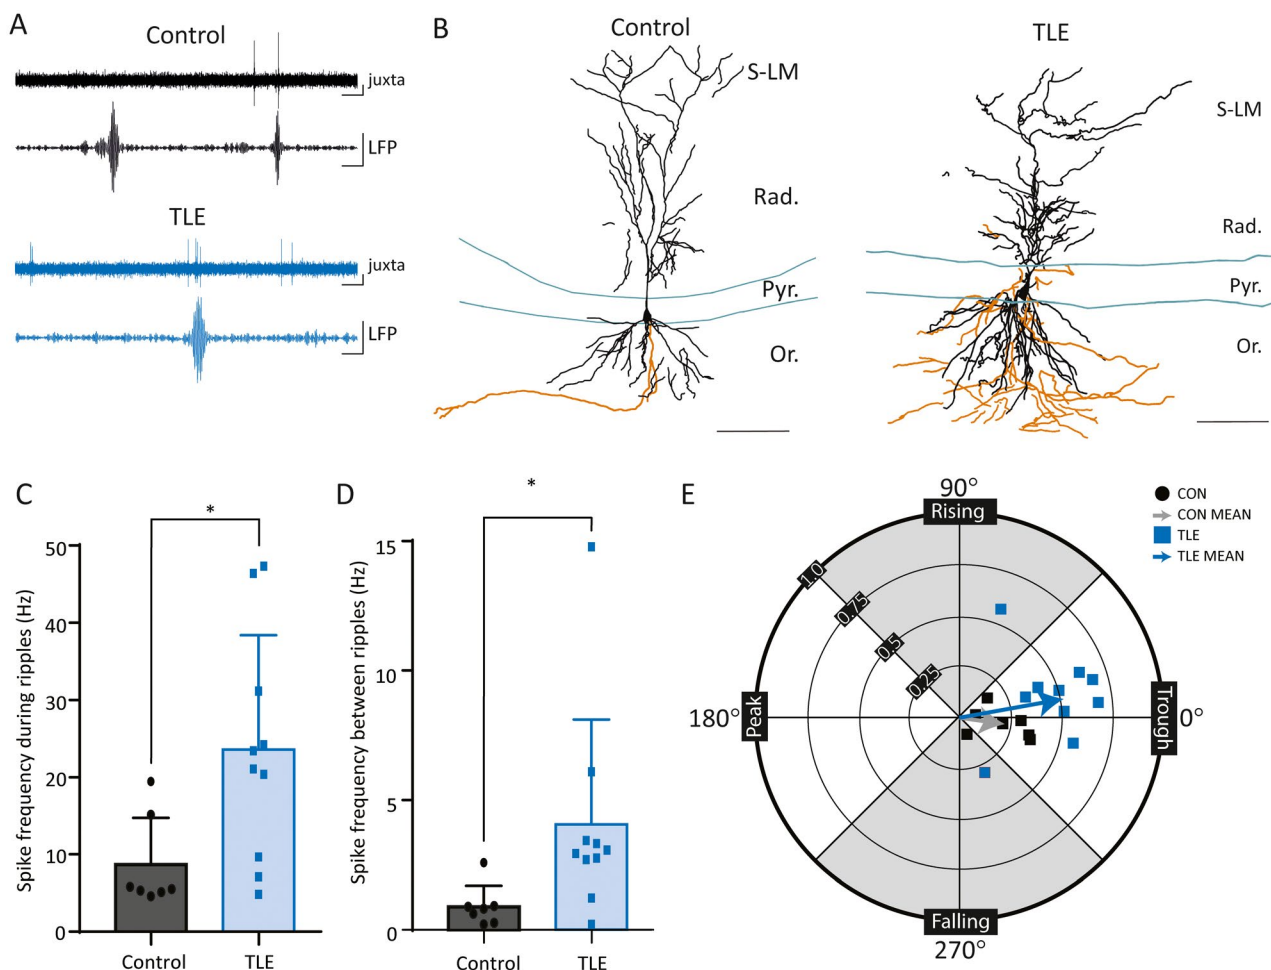 A
Control
juxta
LFP
TLE
juxta
LFP
B
Control
S-LM
Rad.
Pyr.
Or.
TLE
S-LM
Rad.
Pyr.
Or.
C
*
Spike frequency during ripples (Hz)
50
40
30
20
10
0
Control
TLE
D
*
Spike frequency between ripples (Hz)
15
10
5
0
Control
TLE
E
90°
Rising
1.0
0.75
0.5
0.25
180°
Peak
Trough
0°
Falling
270°
CON
CON MEAN
TLE
TLE MEAN